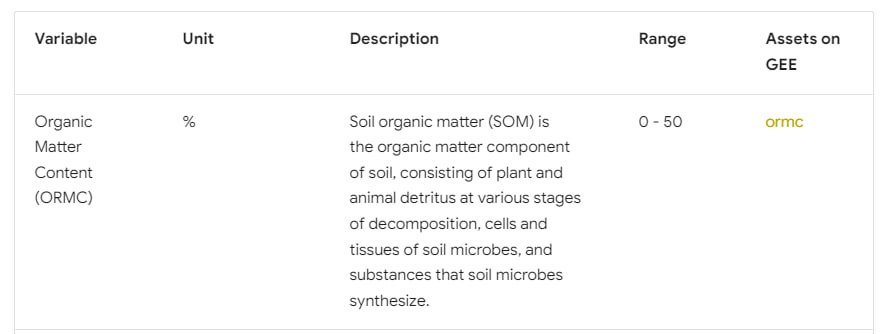 Variable Unit Description Range Assets on
GEE
Organic % Soil organic matter (SOM) is 0 - 50 ormc
Matter the organic matter component
Content of soil, consisting of plant and
(ORMC) animal detritus at various stages
of decomposition, cells and
tissues of soil microbes, and
substances that soil microbes
synthesize.